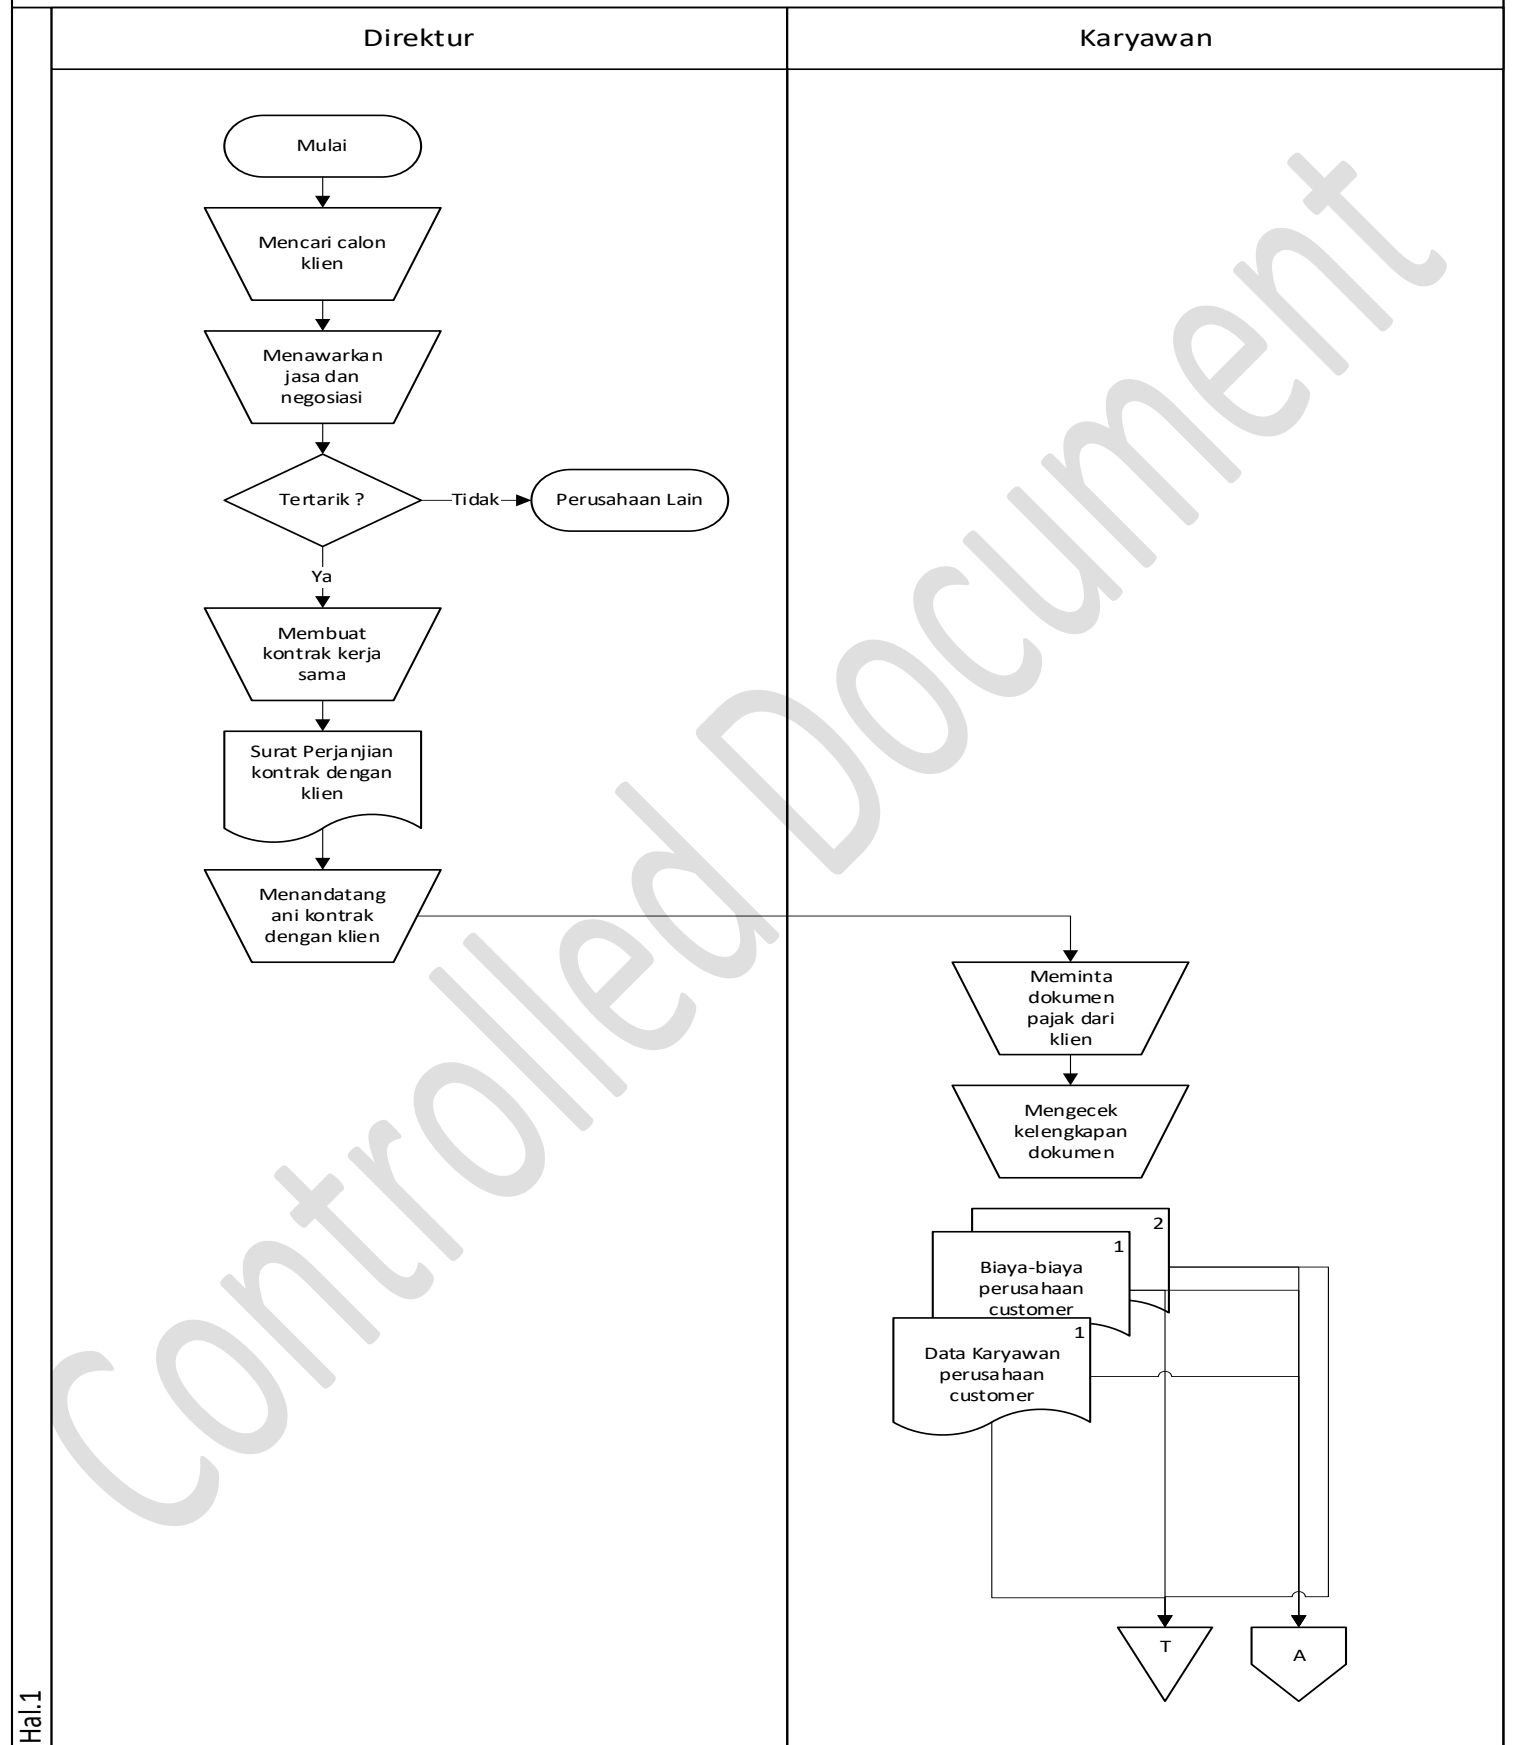 Direktur
Karyawan
Mulai
Mencari calon
klien
Menawarkan
jasa dan
negosiasi
Tertarik ?
Tidak
Perusahaan Lain
Ya
Membuat
kontrak kerja
sama
Surat Perjanjian
kontrak dengan
klien
Menandatang
ani kontrak
dengan klien
Meminta
dokumen
pajak dari
klien
Mengecek
kelengkapan
dokumen
2
1
Biaya-biaya
perusahaan
customer
1
Data Karyawan
perusahaan
customer
T
A
Hal.1
Controlled Document